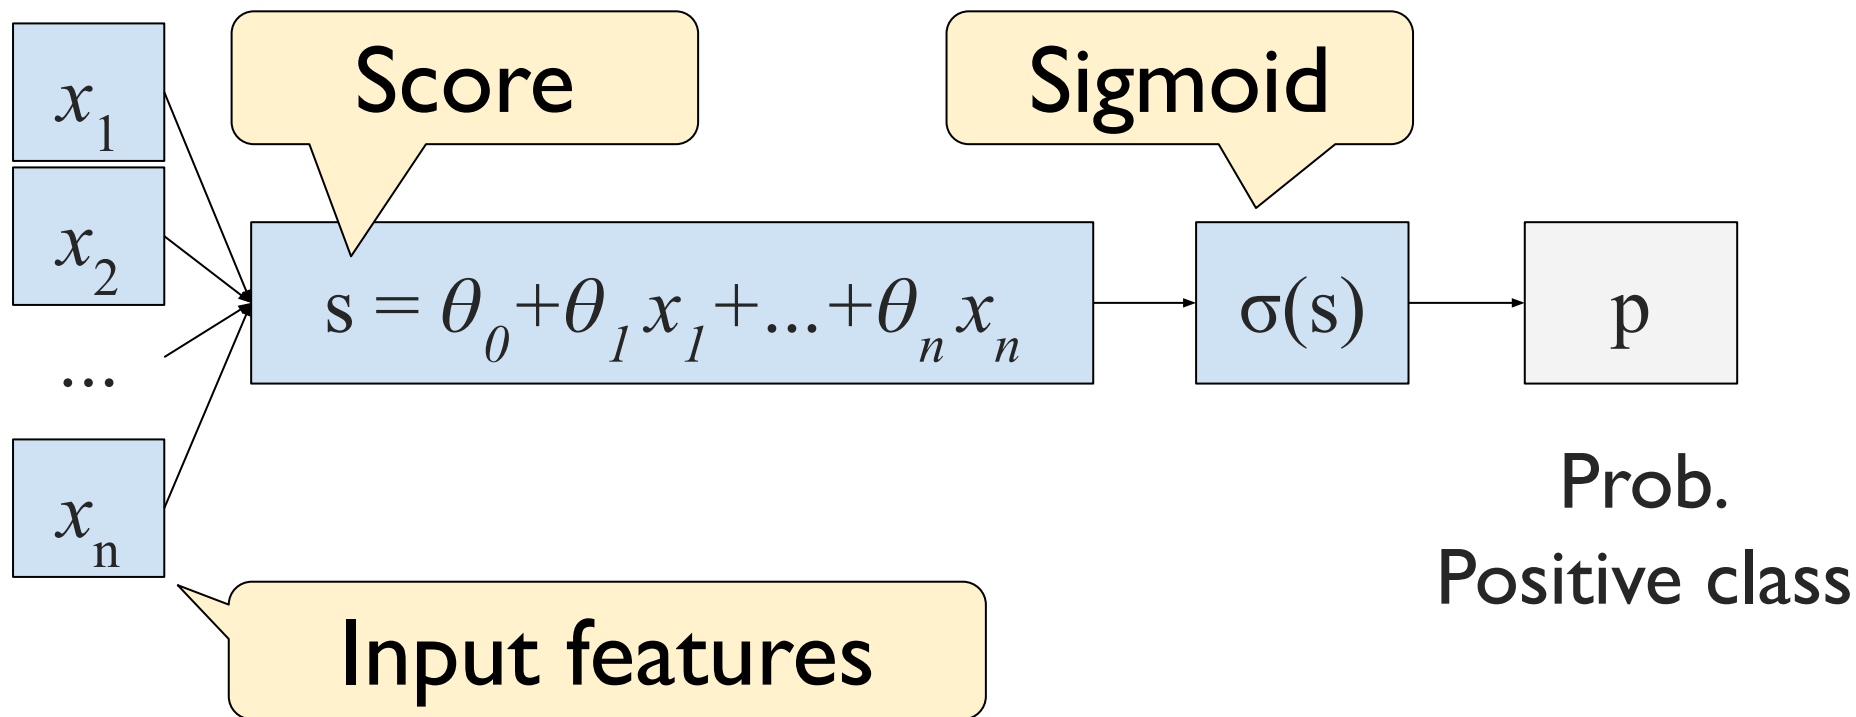 x1
Score
Sigmoid
x2
s = θ0+θ1x1+...+θnxn
σ(s)
p
...
xn
Prob.
Positive class
Input features